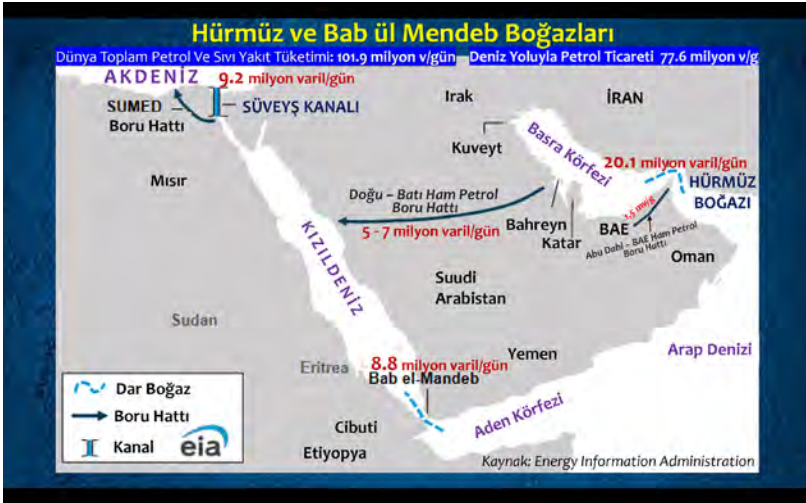 Hürmüz ve Bab ül Mendeb Boğazları
Dünya Toplam Petrol Ve Sıvı Yakıt Tüketimi: 101.9 milyon v/gün Deniz Yoluyla Petrol Ticareti 77.6 milyon v/g
AKDENİZ
9.2 milyon varil/gün
SUMED
Boru Hattı
SÜVEYŞ KANALI
Irak
İRAN
Kuveyt
Basra Körfezi
20.1 milyon varil/gün
HÜRMÜZ
BOĞAZI
Mısır
Doğu – Batı Ham Petrol
Boru Hattı
5 - 7 milyon varil/gün
Bahreyn
Katar
BAE
1.5 mv/g
Abu Dabi – BAE Ham Petrol
Boru Hattı
Oman
KIZILDENİZ
Suudi
Arabistan
Sudan
Eritrea
8.8 milyon varil/gün
Bab el-Mandeb
Yemen
Arap Denizi
Aden Körfezi
Cibuti
Etiyopya
Dar Boğaz
Boru Hattı
Kanal
eia
Kaynak: Energy Information Administration